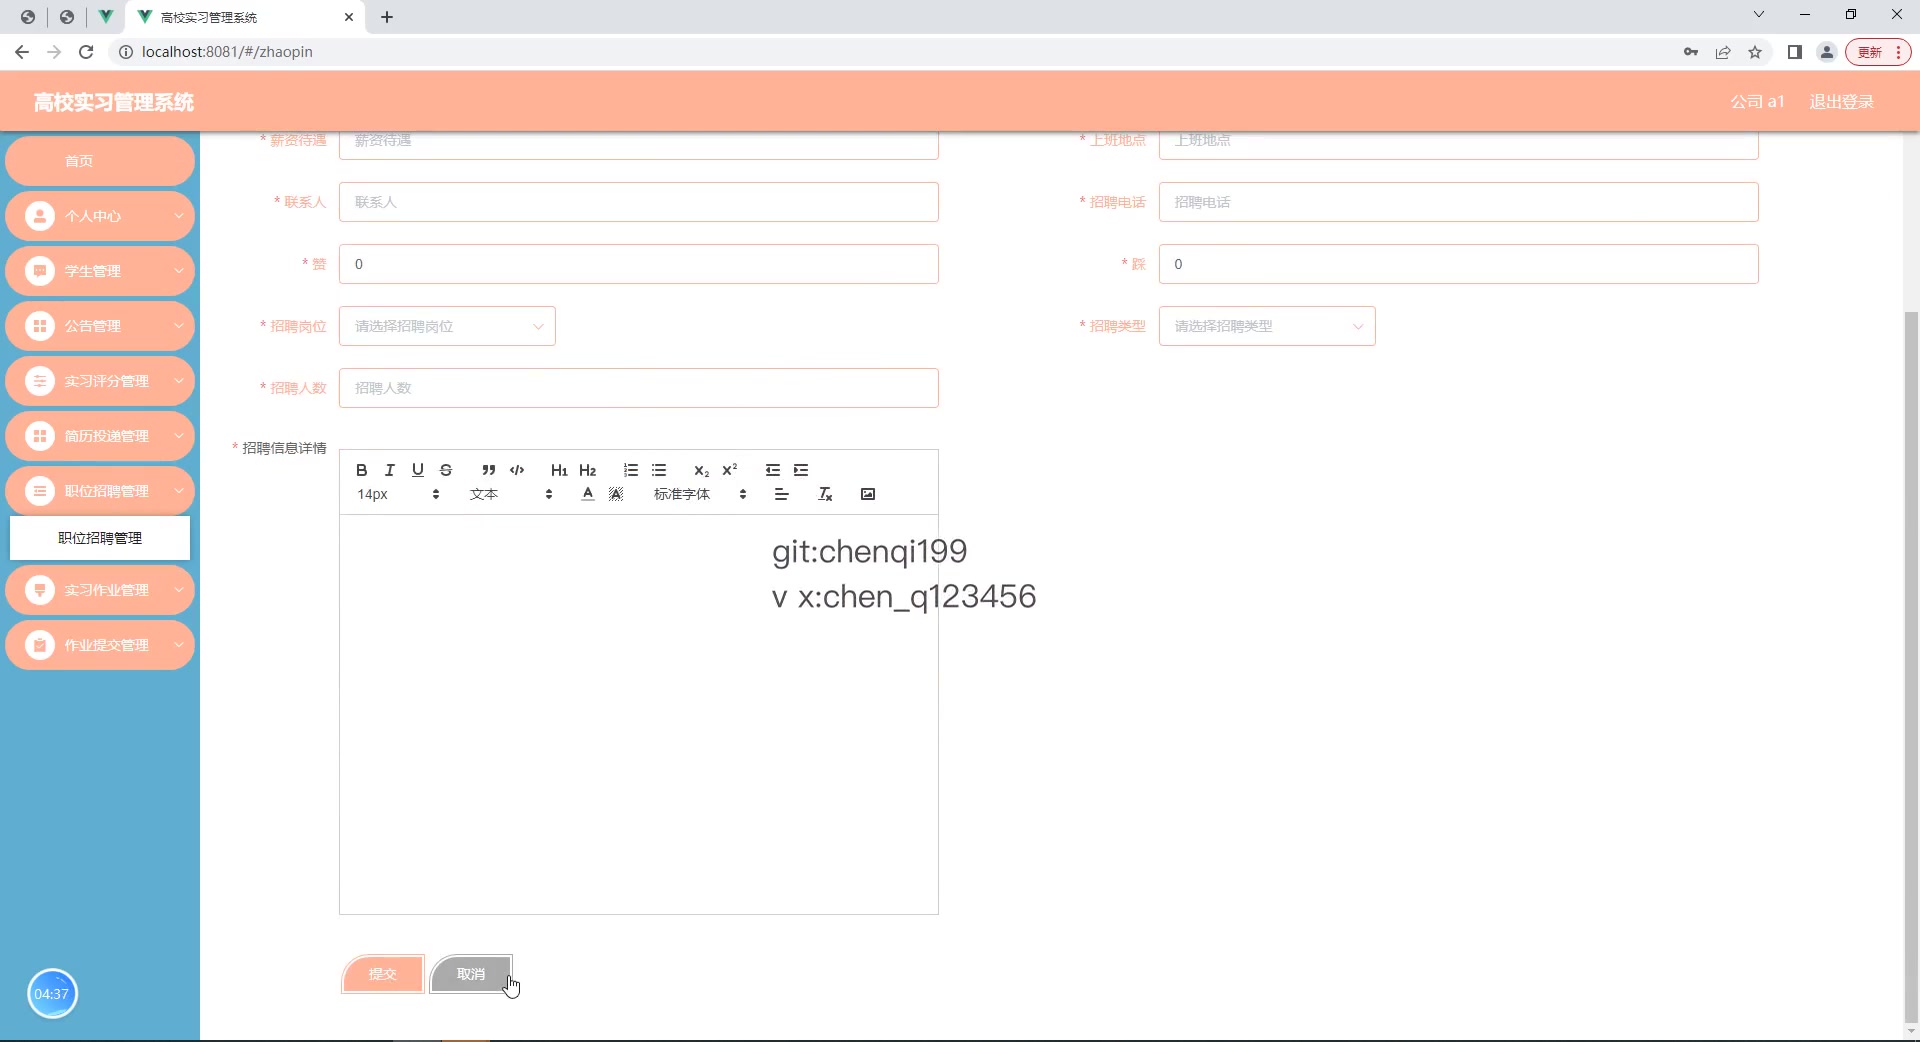 高校实习管理系统
localhost:8081/#/zhaopin
更新
高校实习管理系统
公司 a1 退出登录
首页
个人中心
学生管理
公告管理
实习评分管理
简历投递管理
职位招聘管理
职位招聘管理
实习作业管理
作业提交管理
* 薪资待遇 薪资待遇
* 上班地点 上班地点
* 联系人 联系人
* 招聘电话 招聘电话
* 赞 0
* 踩 0
* 招聘岗位 请选择招聘岗位
* 招聘类型 请选择招聘类型
* 招聘人数 招聘人数
* 招聘信息详情
B I U S H1 H2 X2 X2
14px 文本 A A 标准字体
git:chenqi199
v x:chen_q123456
提交 取消
04:37